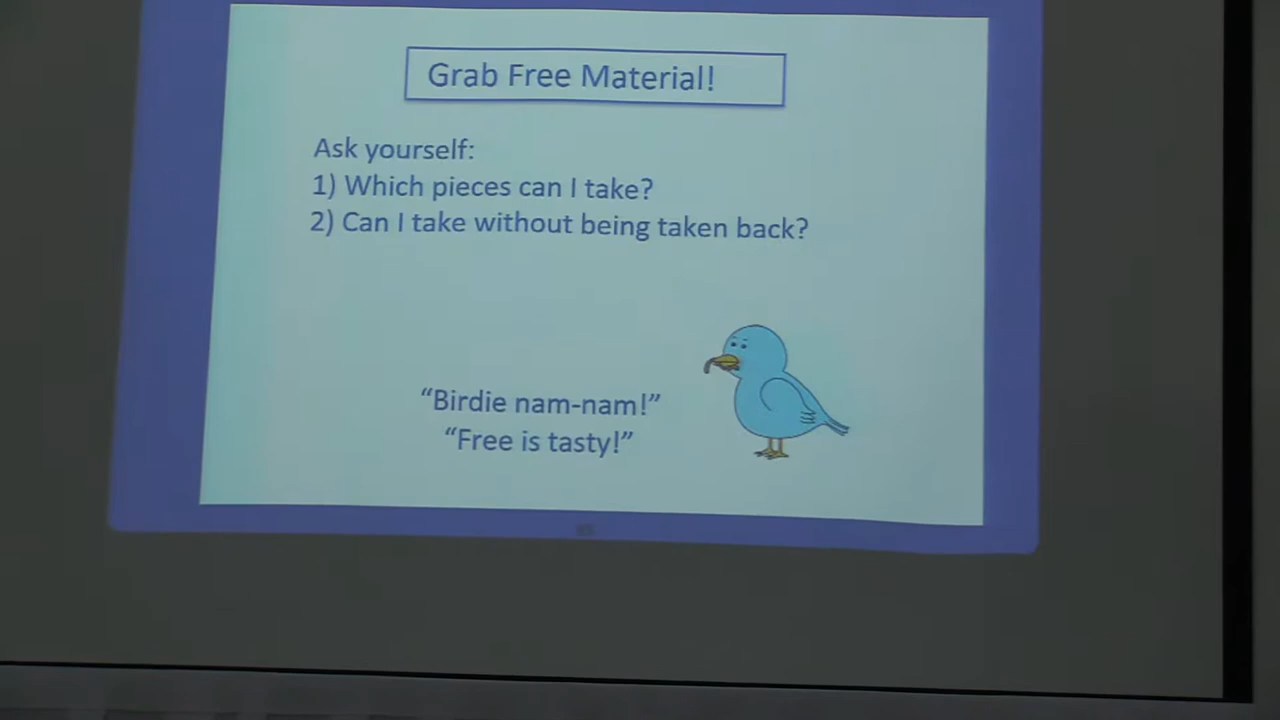 Grab Free Material!
Ask yourself:
1) Which pieces can I take?
2) Can I take without being taken back?
“Birdie nam-nam!”
“Free is tasty!”